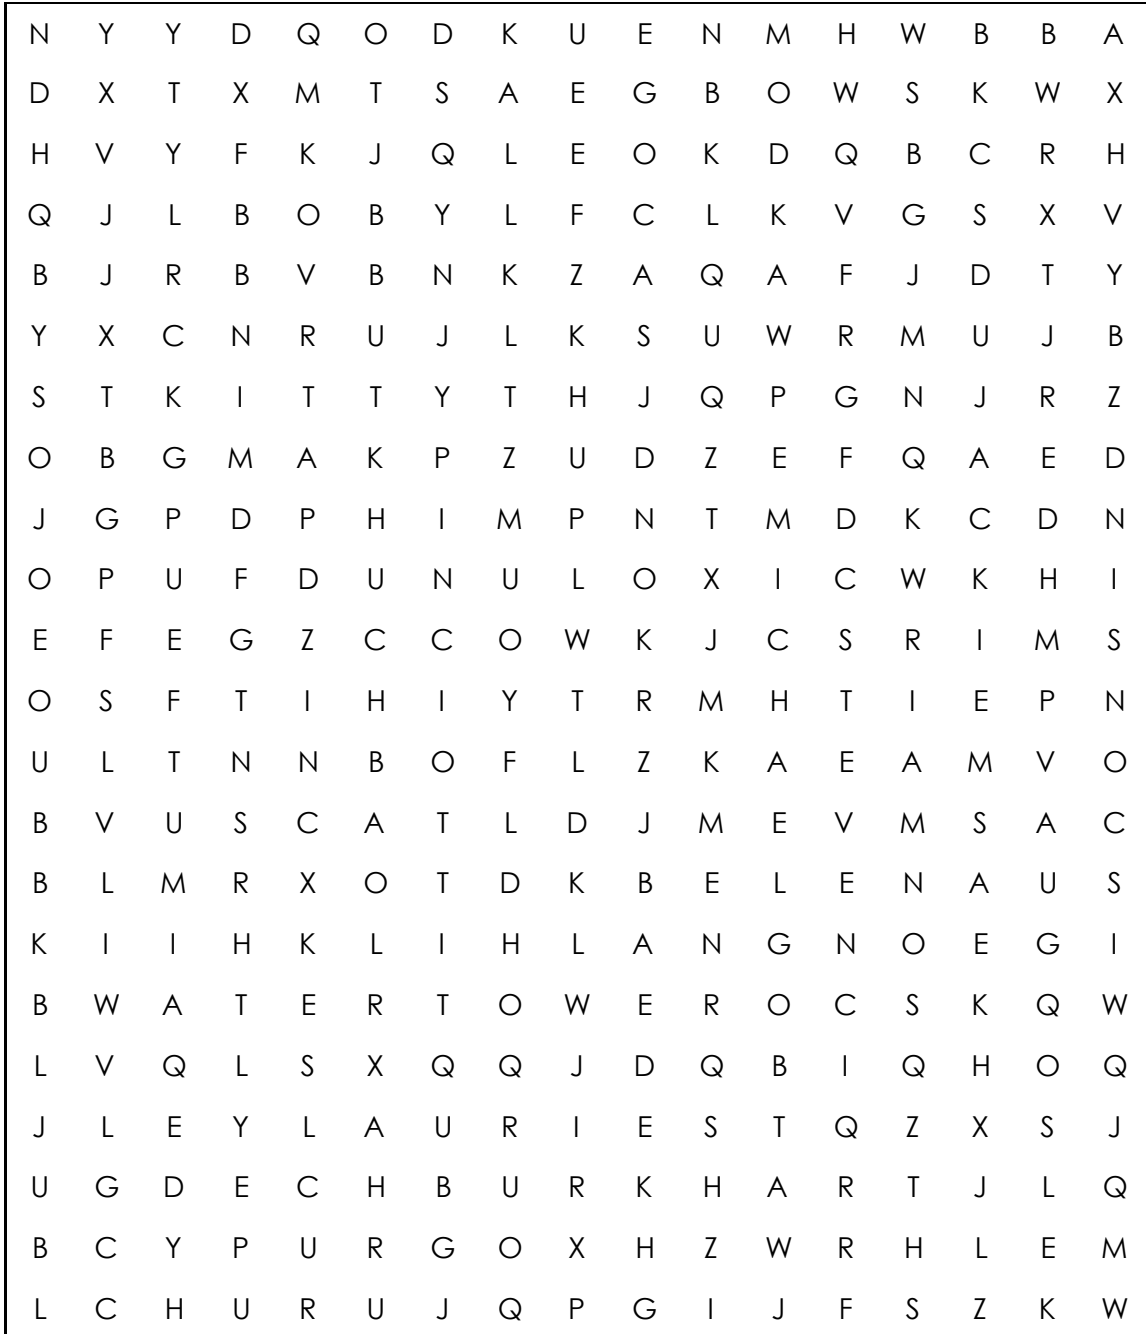 N Y Y D Q O D K U E N M H W B B A
D X T X M T S A E G B O W S K W X
H V Y F K J Q L E O K D Q B C R H
Q J L B O B Y L F C L K V G S X V
B J R B V B N K Z A Q A F J D T Y
Y X C N R U J L K S U W R M U J B
S T K I T T Y T H J Q P G N J R Z
O B G M A K P Z U D Z E F Q A E D
J G P D P H I M P N T M D K C D N
O P U F D U N U L O X I C W K H I
E F E G Z C C O W K J C S R I M S
O S F T I H I Y T R M H T I E P N
U L T N N B O F L Z K A E A M V O
B V U S C A T L D J M E V M S A C
B L M R X O T D K B E L E N A U S
K I I H K L I H L A N G N O E G I
B W A T E R T O W E R O C S K Q W
L V Q L S X Q Q J D Q B I Q H O Q
J L E Y L A U R I E S T Q Z X S J
U G D E C H B U R K H A R T J L Q
B C Y P U R G O X H Z W R H L E M
L C H U R U J Q P G I J F S Z K W